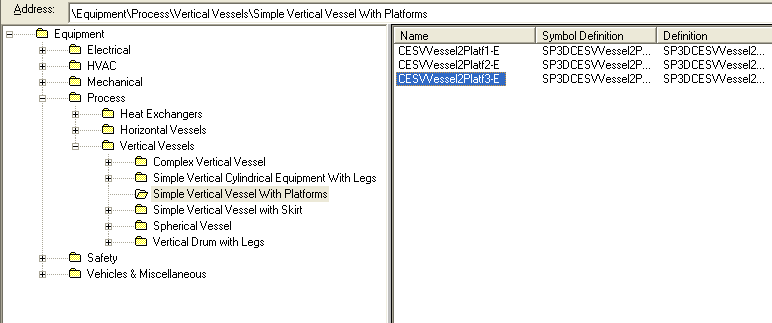 Address: \Equipment\Process\Vertical Vessels\Simple Vertical Vessel With Platforms
Equipment
Electrical
HVAC
Mechanical
Process
Heat Exchangers
Horizontal Vessels
Vertical Vessels
Complex Vertical Vessel
Simple Vertical Cylindrical Equipment With Legs
Simple Vertical Vessel With Platforms
Simple Vertical Vessel with Skirt
Spherical Vessel
Vertical Drum with Legs
Safety
Vehicles & Miscellaneous
Name Symbol Definition Definition
CESVVessel2Platf1-E SP3DCESVVessel2P... SP3DCESVVessel2...
CESVVessel2Platf2-E SP3DCESVVessel2P... SP3DCESVVessel2...
CESVVessel2Platf3-E SP3DCESVVessel2P... SP3DCESVVessel2...